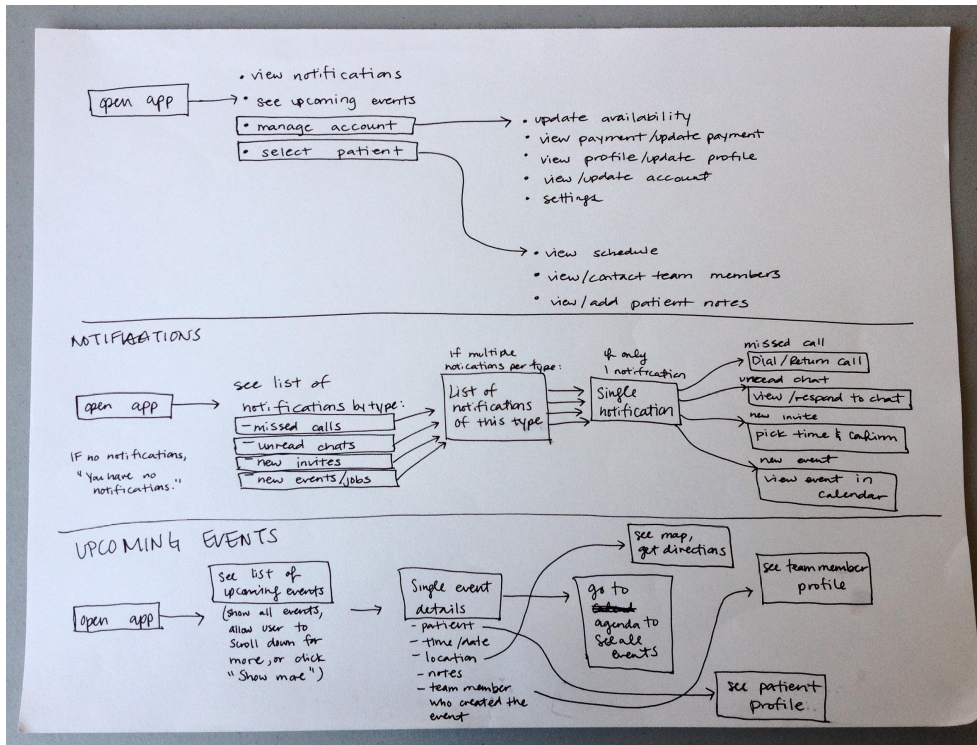 open app
• view notifications
• see upcoming events
• manage account
• select patient
• update availability
• view payment/update payment
• view profile/update profile
• view/update account
• settings
• view schedule
• view/contact team members
• view/add patient notes
NOTIFICATIONS
open app
IF no notifications,
"You have no
notifications."
see list of
notifications by type:
- missed calls
- unread chats
- new invites
- new events/jobs
If multiple
notications per type:
List of
notifications
of this type
if only
1 notification
Single
notification
missed call
Dial/Return call
unread chat
view/respond to chat
new invite
pick time & confirm
new event
view event in
calendar
UPCOMING EVENTS
open app
see list of
upcoming events
(show all events,
allow user to
scroll down for
more, or click
"Show more")
Single event
details
- patient
- time/date
- location
- notes
- team member
who created the
event
see map,
get directions
go to
agenda to
see all
events
see team member
profile
see patient
profile